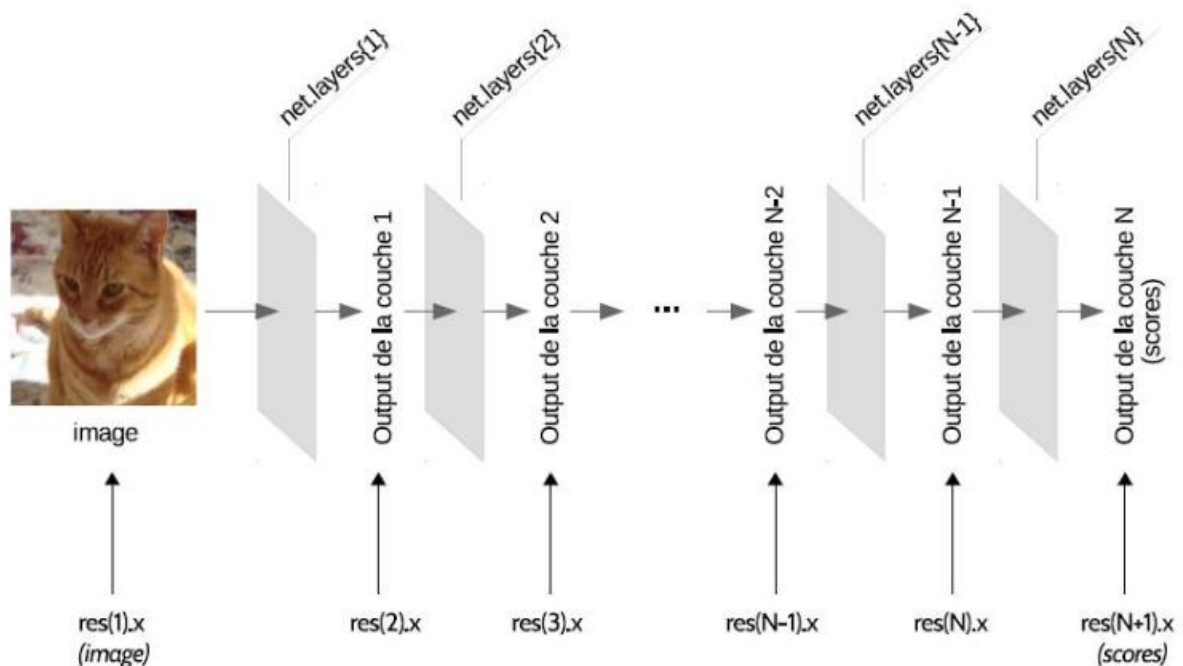 net.layers{1}
net.layers{2}
net.layers{N-1}
net.layers{N}
image
Output de la couche 1
Output de la couche 2
...
Output de la couche N-2
Output de la couche N-1
Output de la couche N
(scores)
res(1).x
(image)
res(2).x
res(3).x
res(N-1).x
res(N).x
res(N+1).x
(scores)